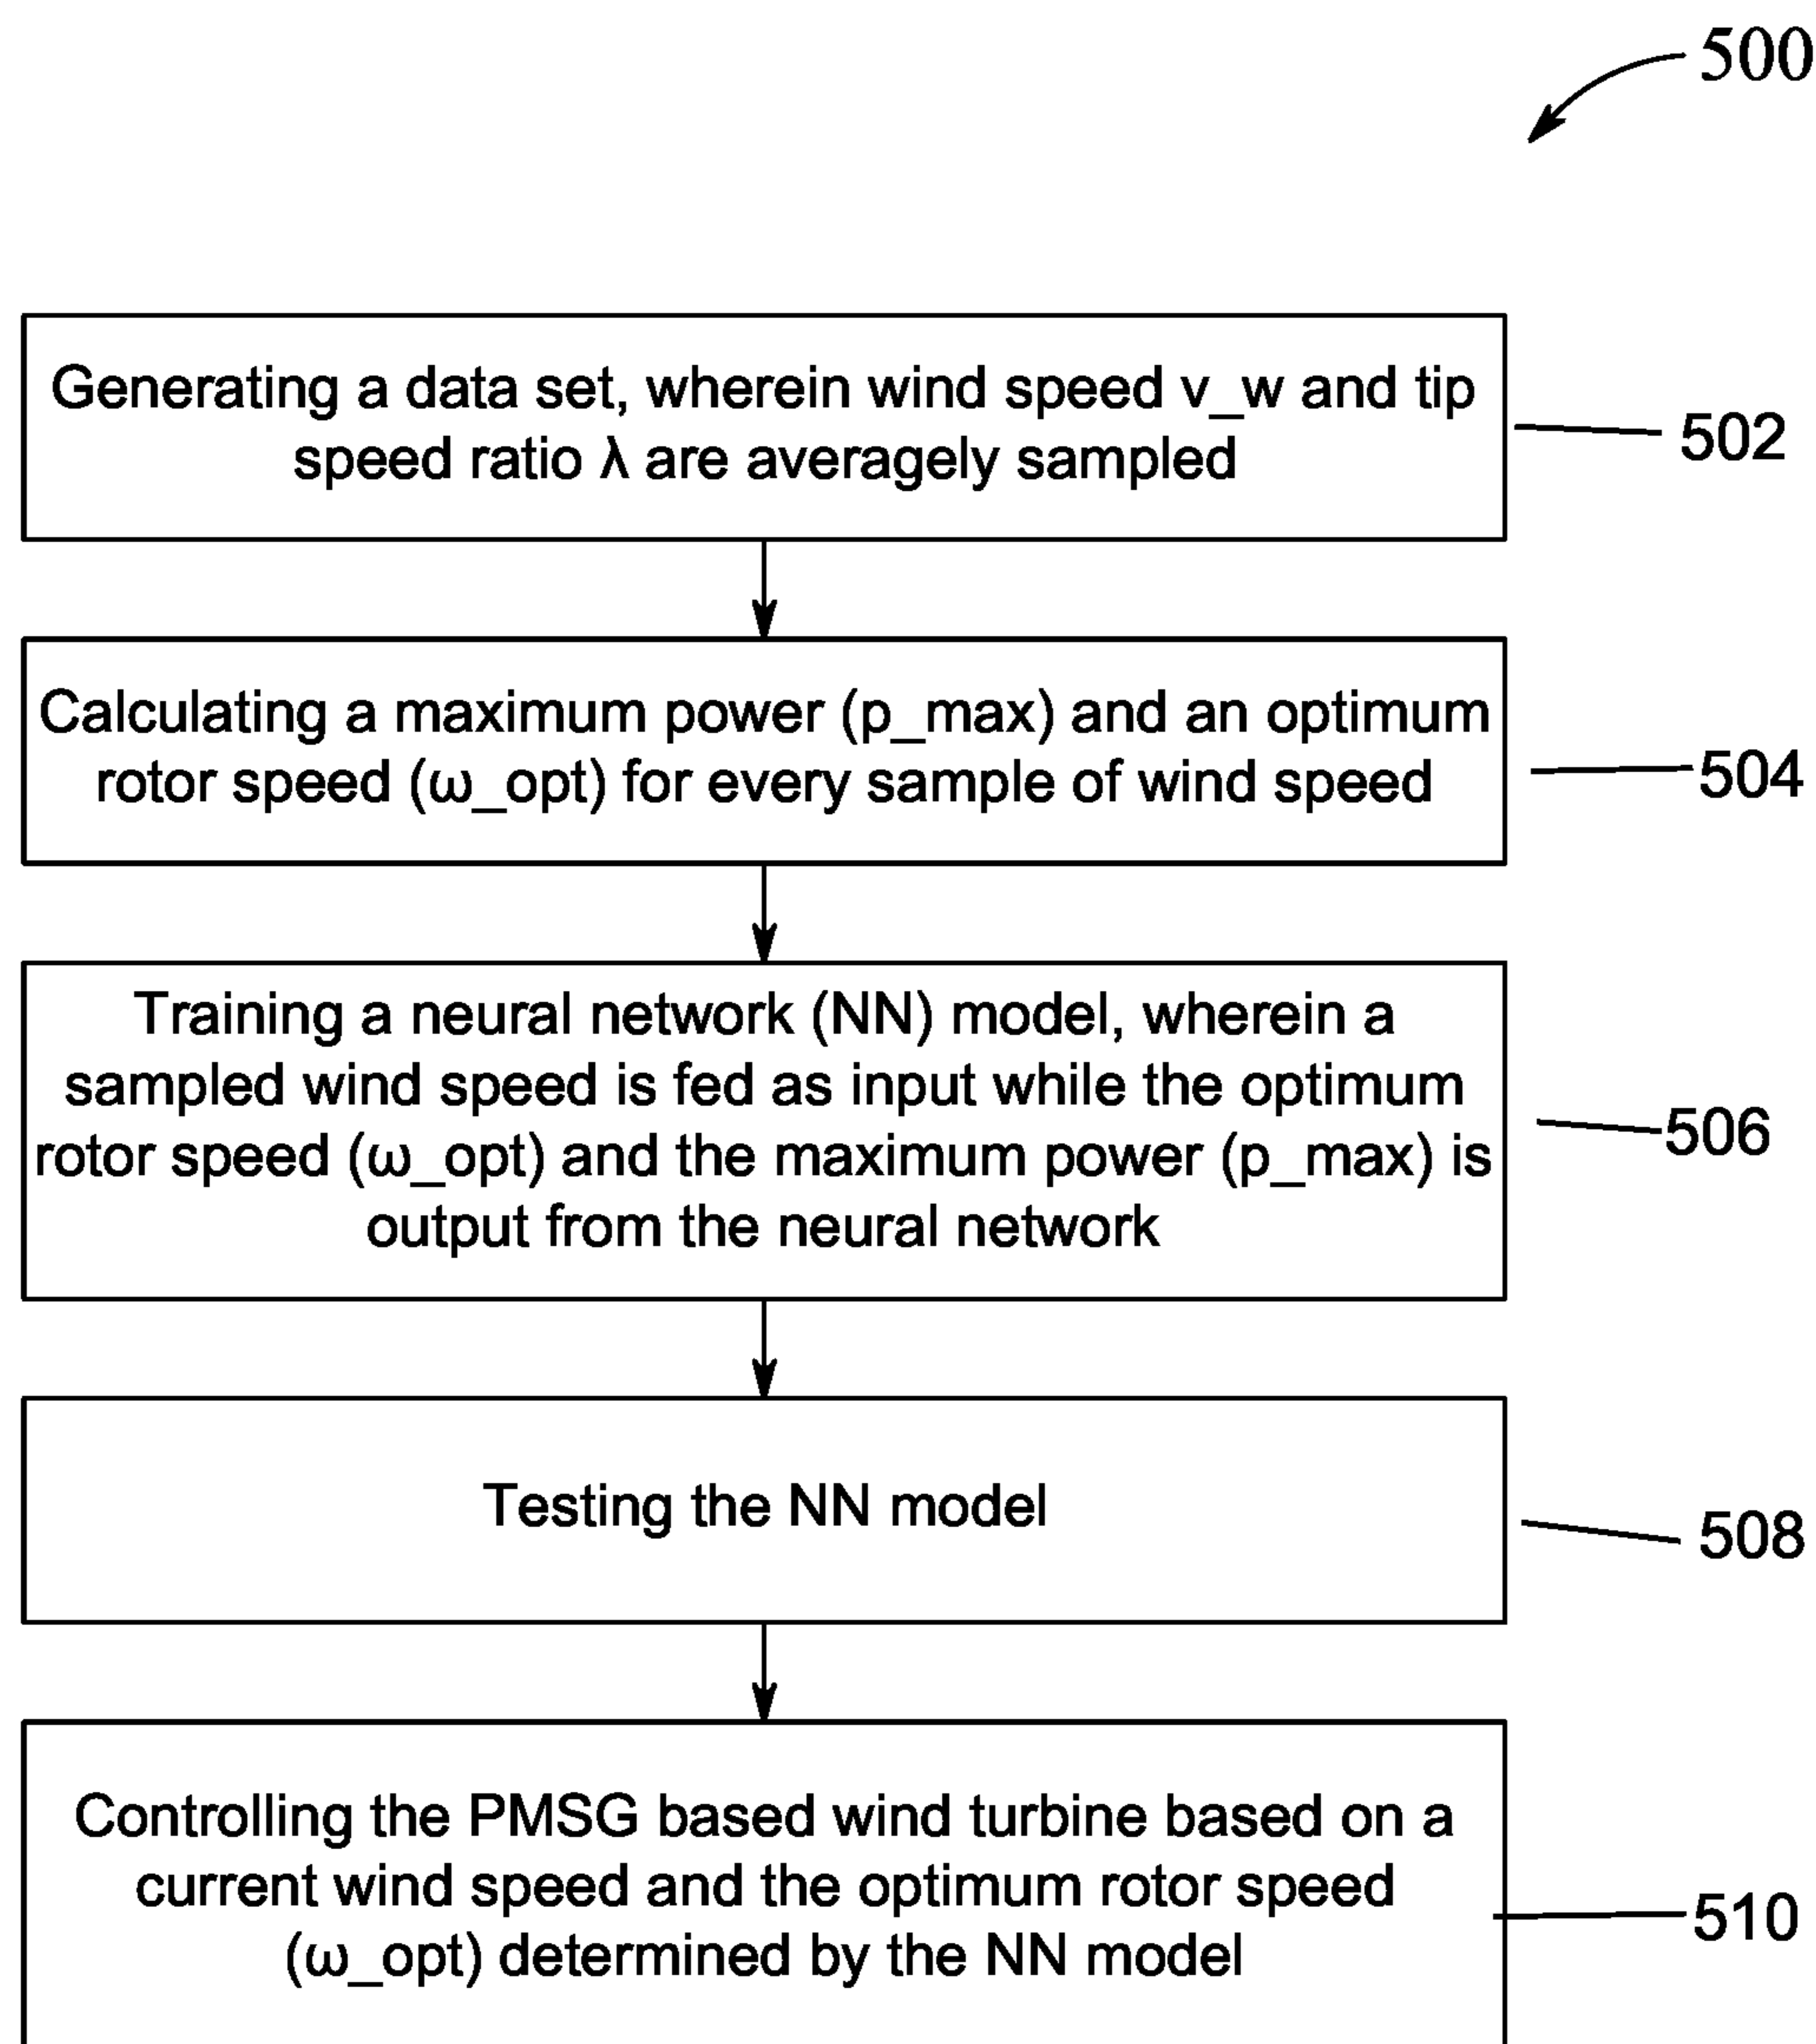 500
Generating a data set, wherein wind speed v_w and tip
speed ratio λ are averagely sampled
502
Calculating a maximum power (p_max) and an optimum
rotor speed (ω_opt) for every sample of wind speed
504
Training a neural network (NN) model, wherein a
sampled wind speed is fed as input while the optimum
rotor speed (ω_opt) and the maximum power (p_max) is
output from the neural network
506
Testing the NN model
508
Controlling the PMSG based wind turbine based on a
current wind speed and the optimum rotor speed
(ω_opt) determined by the NN model
510